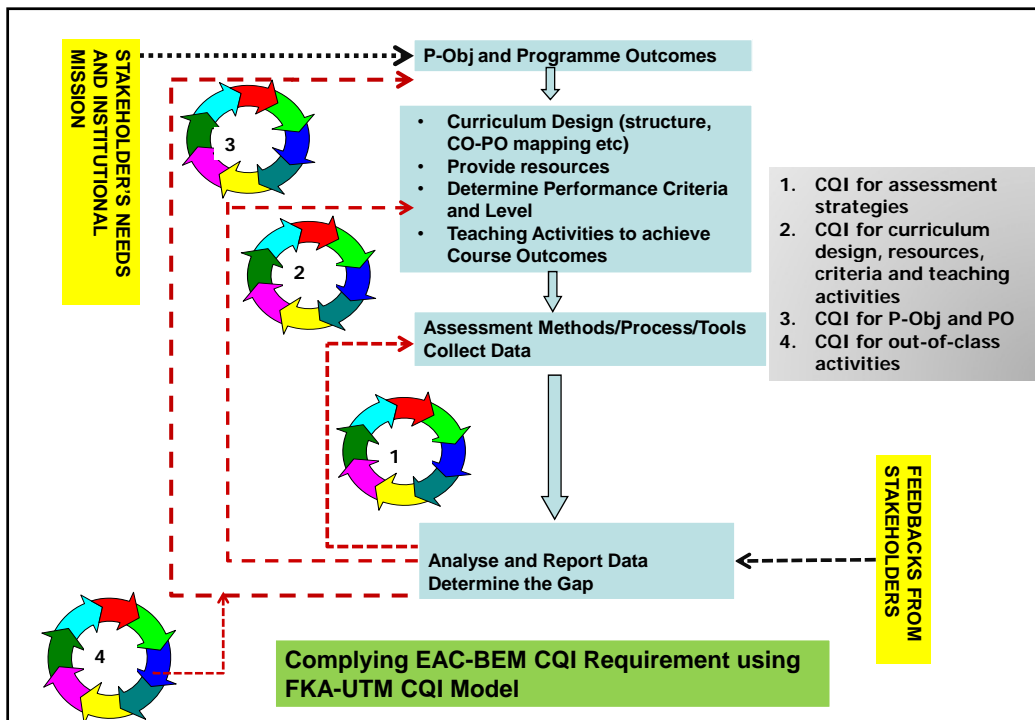 STAKEHOLDER'S NEEDS
AND INSTITUTIONAL
MISSION
P-Obj and Programme Outcomes
3
• Curriculum Design (structure,
CO-PO mapping etc)
• Provide resources
• Determine Performance Criteria
and Level
• Teaching Activities to achieve
Course Outcomes
1. CQI for assessment
strategies
2. CQI for curriculum
design, resources,
criteria and teaching
activities
3. CQI for P-Obj and PO
4. CQI for out-of-class
activities
2
Assessment Methods/Process/Tools
Collect Data
1
FEEDBACKS FROM
STAKEHOLDERS
Analyse and Report Data
Determine the Gap
4
Complying EAC-BEM CQI Requirement using
FKA-UTM CQI Model